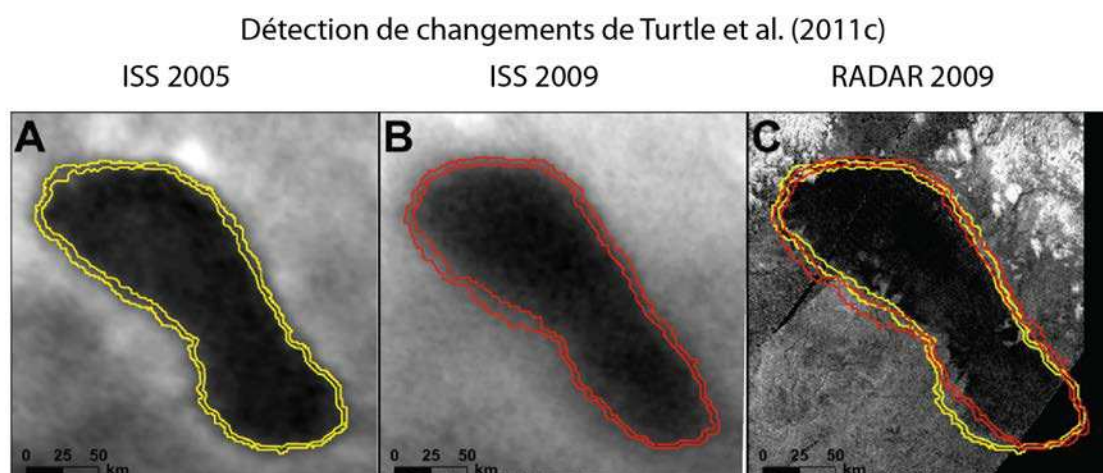 Détection de changements de Turtle et al. (2011c)
ISS 2005 ISS 2009 RADAR 2009
A B C
0 25 50 0 25 50 0 25 50
km km km